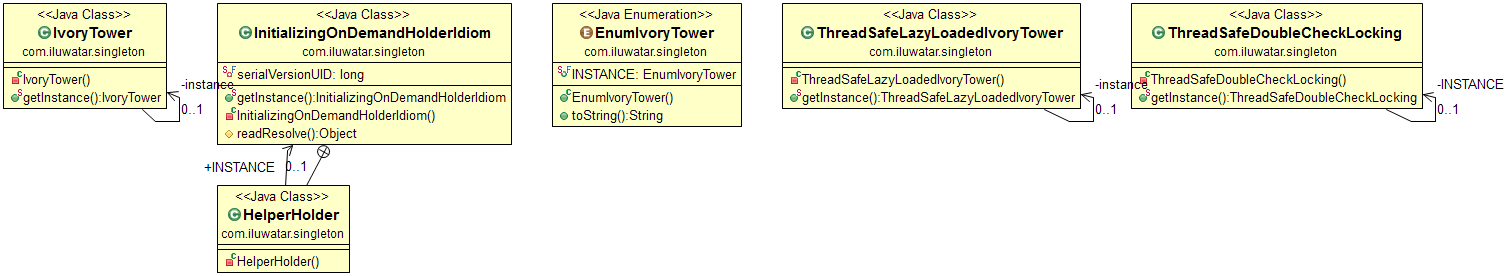 <<Java Class>>
IvoryTower
com.iluwatar.singleton
IvoryTower()
getInstance():IvoryTower
-instance
0..1
<<Java Class>>
InitializingOnDemandHolderIdiom
com.iluwatar.singleton
serialVersionUID: long
getInstance():InitializingOnDemandHolderIdiom
InitializingOnDemandHolderIdiom()
readResolve():Object
+INSTANCE
0..1
<<Java Class>>
HelperHolder
com.iluwatar.singleton
HelperHolder()
<<Java Enumeration>>
EnumIvoryTower
com.iluwatar.singleton
INSTANCE: EnumIvoryTower
EnumIvoryTower()
toString():String
<<Java Class>>
ThreadSafeLazyLoadedIvoryTower
com.iluwatar.singleton
ThreadSafeLazyLoadedIvoryTower()
getInstance():ThreadSafeLazyLoadedIvoryTower
-instance
0..1
<<Java Class>>
ThreadSafeDoubleCheckLocking
com.iluwatar.singleton
ThreadSafeDoubleCheckLocking()
getInstance():ThreadSafeDoubleCheckLocking
-INSTANCE
0..1